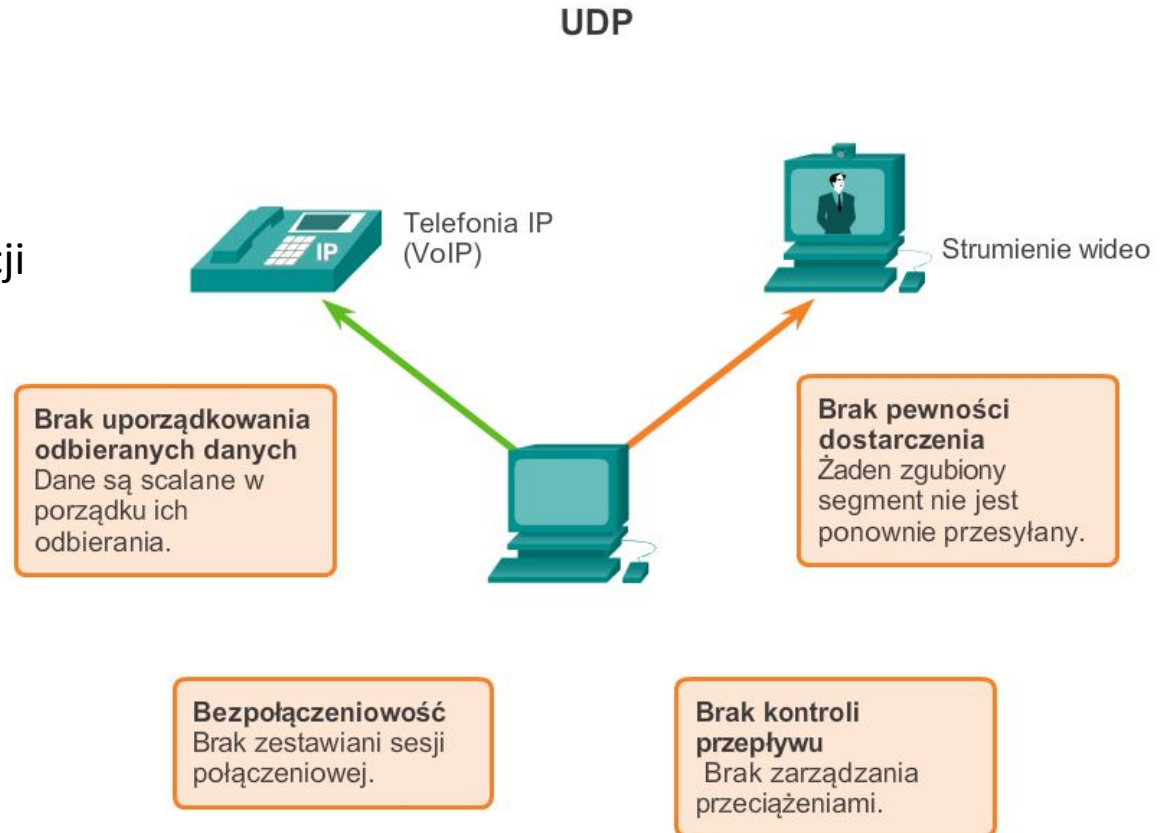 UDP
cji
Telefonia IP
(VoIP)
IP
Strumienie wideo
Brak uporządkowania
odbieranych danych
Dane są scalane w
porządku ich
odbierania.
Brak pewności
dostarczenia
Żaden zgubiony
segment nie jest
ponownie przesyłany.
Bezpołączeniowość
Brak zestawiani sesji
połączeniowej.
Brak kontroli
przepływu
Brak zarządzania
przeciążeniami.